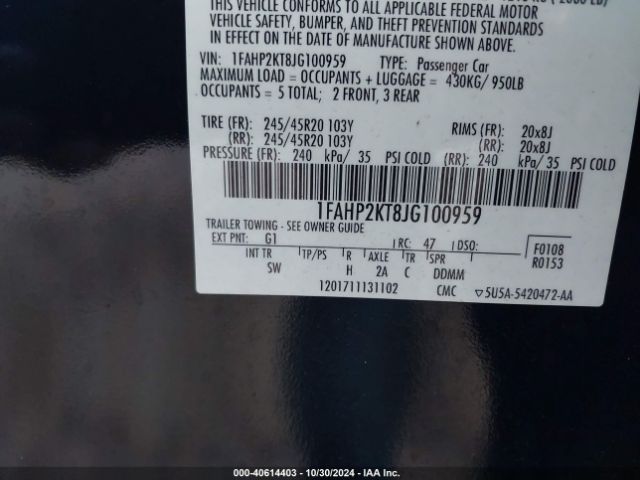 THIS VEHICLE CONFORMS TO ALL APPLICABLE FEDERAL MOTOR
VEHICLE SAFETY, BUMPER, AND THEFT PREVENTION STANDARDS
IN EFFECT ON THE DATE OF MANUFACTURE SHOWN ABOVE.
VIN: 1FAHP2KT8JG100959 TYPE: Passenger Car
MAXIMUM LOAD = OCCUPANTS + LUGGAGE = 430KG/ 950LB
OCCUPANTS = 5 TOTAL; 2 FRONT, 3 REAR
TIRE (FR): 245/45R20 103Y RIMS (FR): 20x8J
(RR): 245/45R20 103Y (RR): 20x8J
PRESSURE (FR): 240 kPa/ 35 PSI COLD (RR): 240 kPa/ 35 PSI COLD
1FAHP2KT8JG100959
TRAILER TOWING - SEE OWNER GUIDE
EXT PNT: G1 RC: 47 DSO: F0108
INT TR TP/PS R AXLE TR SPR R0153
SW H 2A C DDMM
1201711131102 CMC ▽5U5A-5420472-AA
000-40614403 - 10/30/2024 - IAAI.com